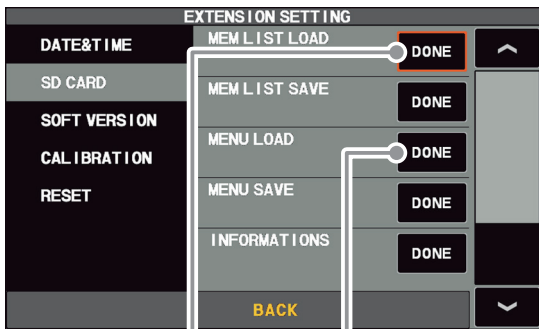 EXTENSION SETTING
DATE&TIME
SD CARD
SOFT VERSION
CALIBRATION
RESET
MEM LIST LOAD DONE
MEM LIST SAVE DONE
MENU LOAD DONE
MENU SAVE DONE
INFORMATIONS DONE
BACK